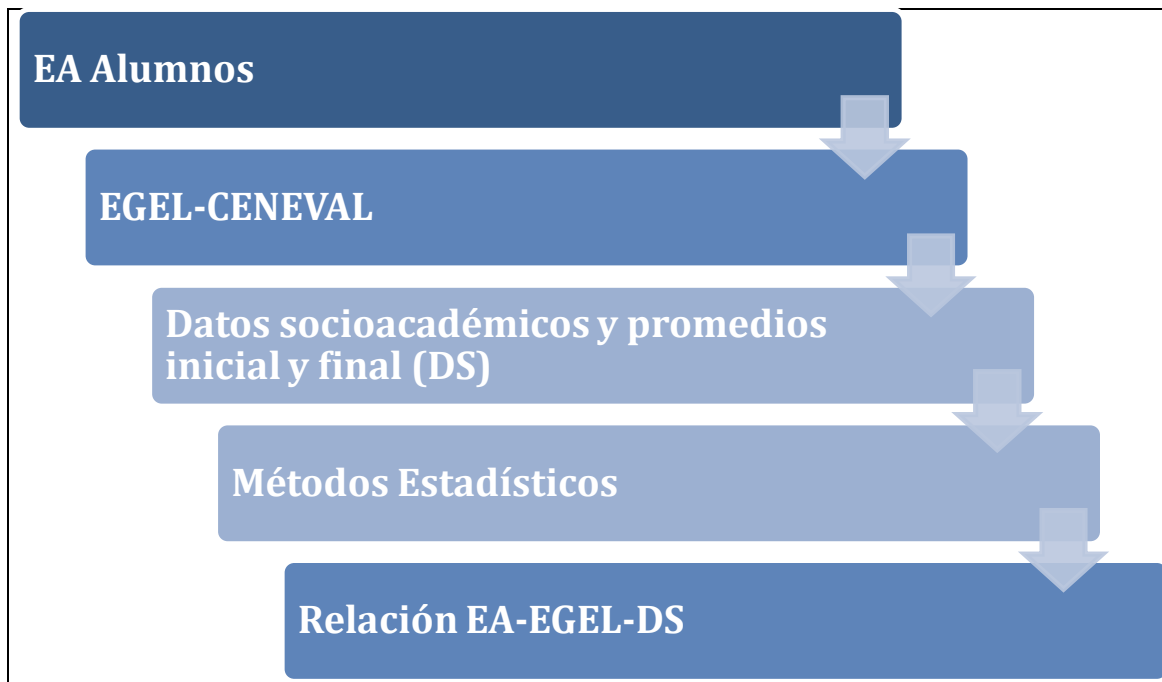 EA Alumnos
EGEL-CENEVAL
Datos socioacadémicos y promedios
inicial y final (DS)
Métodos Estadísticos
Relación EA-EGEL-DS